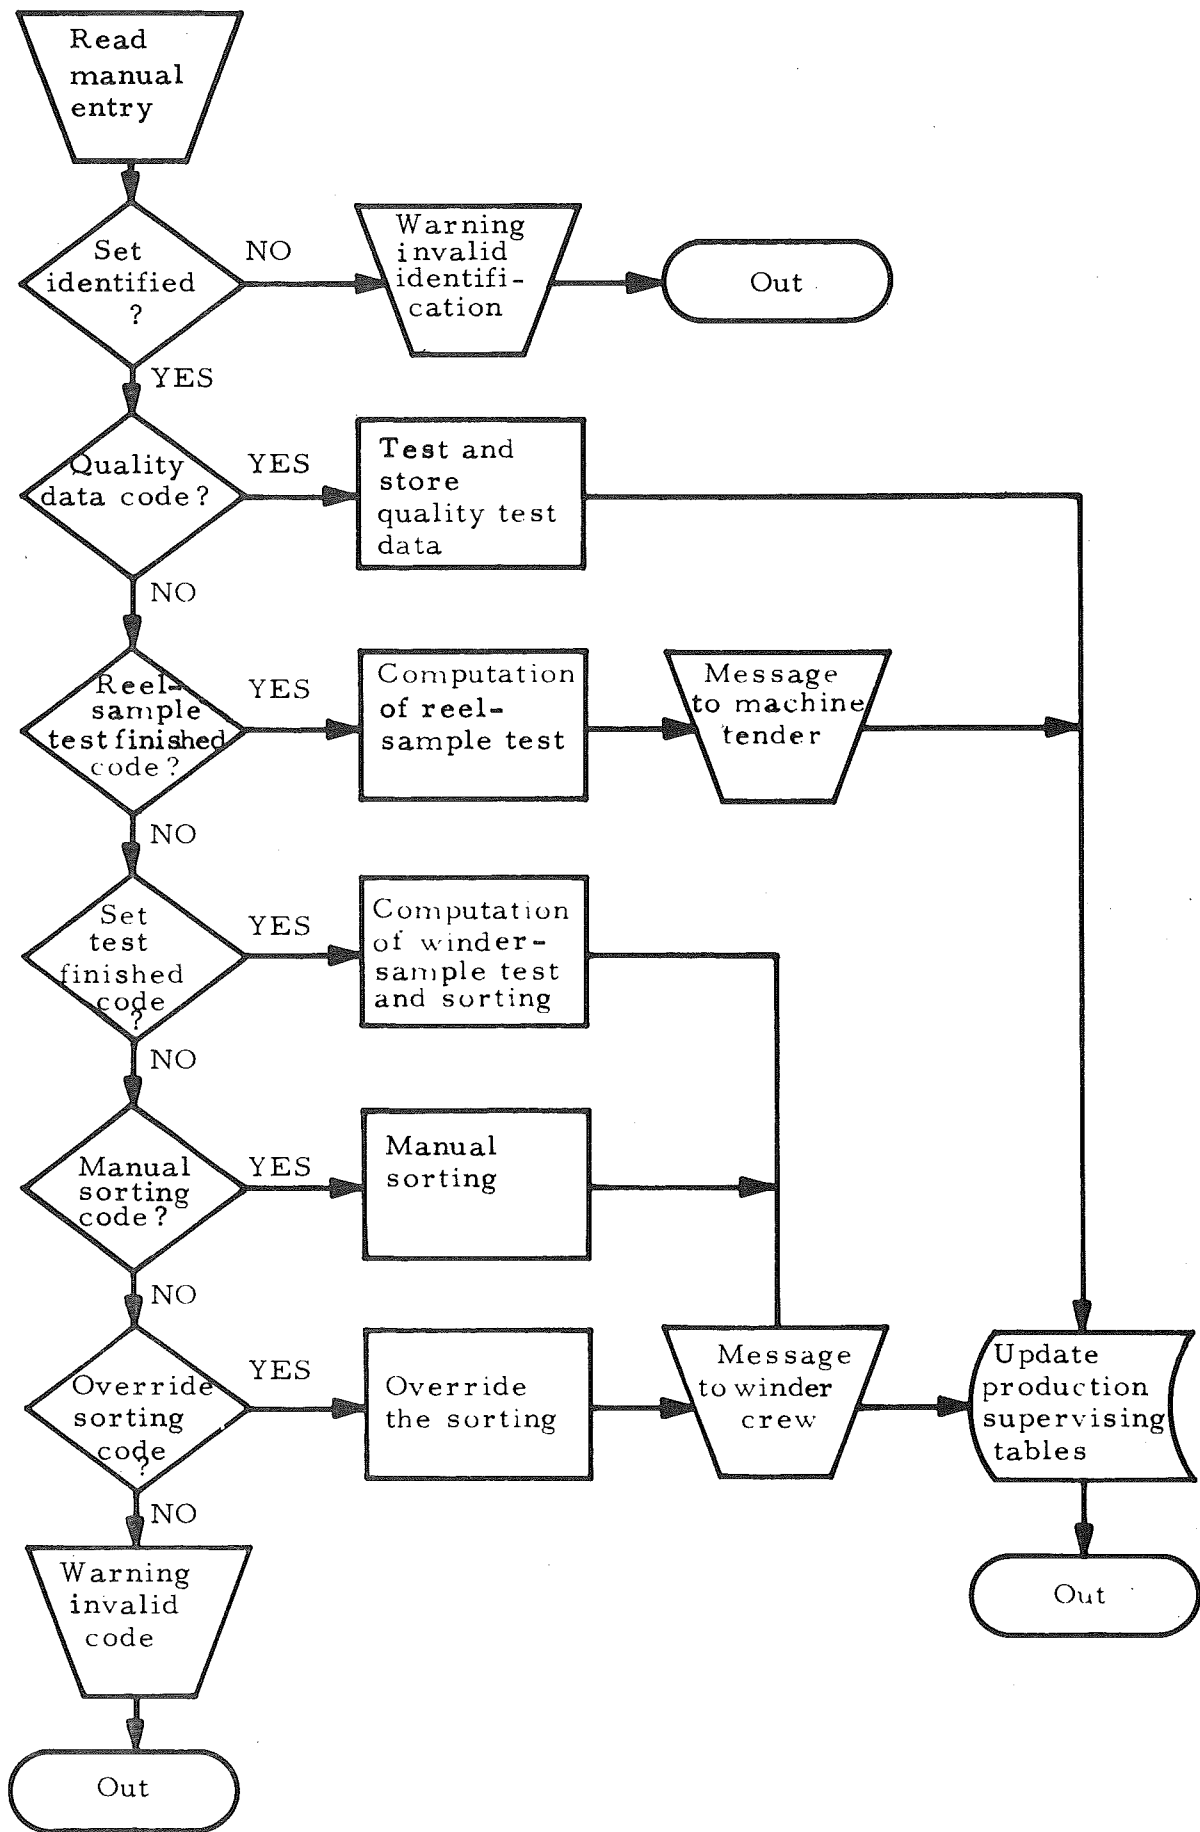 Read
manual
entry
Set
identified
?
NO
Warning
invalid
identifi-
cation
Out
YES
Quality
data code?
YES
Test and
store
quality test
data
NO
Reel-
sample
test finished
code?
YES
Computation
of reel-
sample test
Message
to machine
tender
NO
Set
test
finished
code
?
YES
Computation
of winder-
sample test
and sorting
NO
Manual
sorting
code?
YES
Manual
sorting
NO
Override
sorting
code
?
YES
Override
the sorting
Message
to winder
crew
Update
production
supervising
tables
NO
Warning
invalid
code
Out
Out